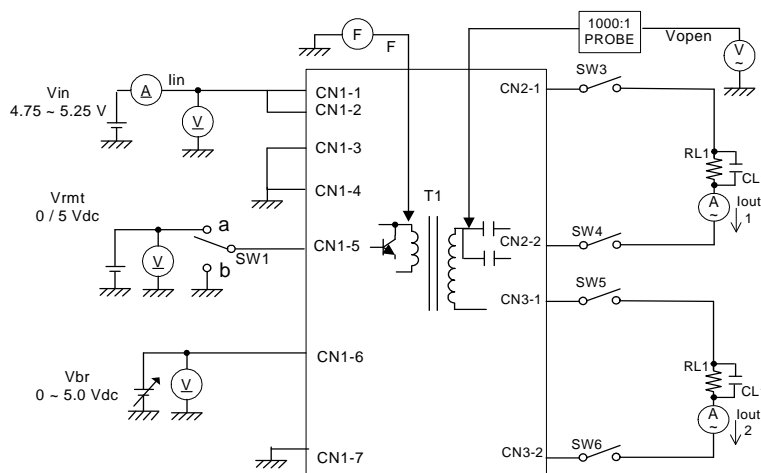 1000:1
PROBE
Vopen
V
~
F
F
Vin
4.75 ~ 5.25 V
A
Iin
V
CN1-1
CN1-2
CN1-3
CN1-4
CN2-1
SW3
RL1
CL
A
~
Iout
1
T1
Vrmt
0 / 5 Vdc
V
a
b
SW1
CN1-5
CN2-2
SW4
CN3-1
SW5
CN1-6
Vbr
0 ~ 5.0 Vdc
V
RL1
CL
A
~
Iout
2
CN1-7
CN3-2
SW6